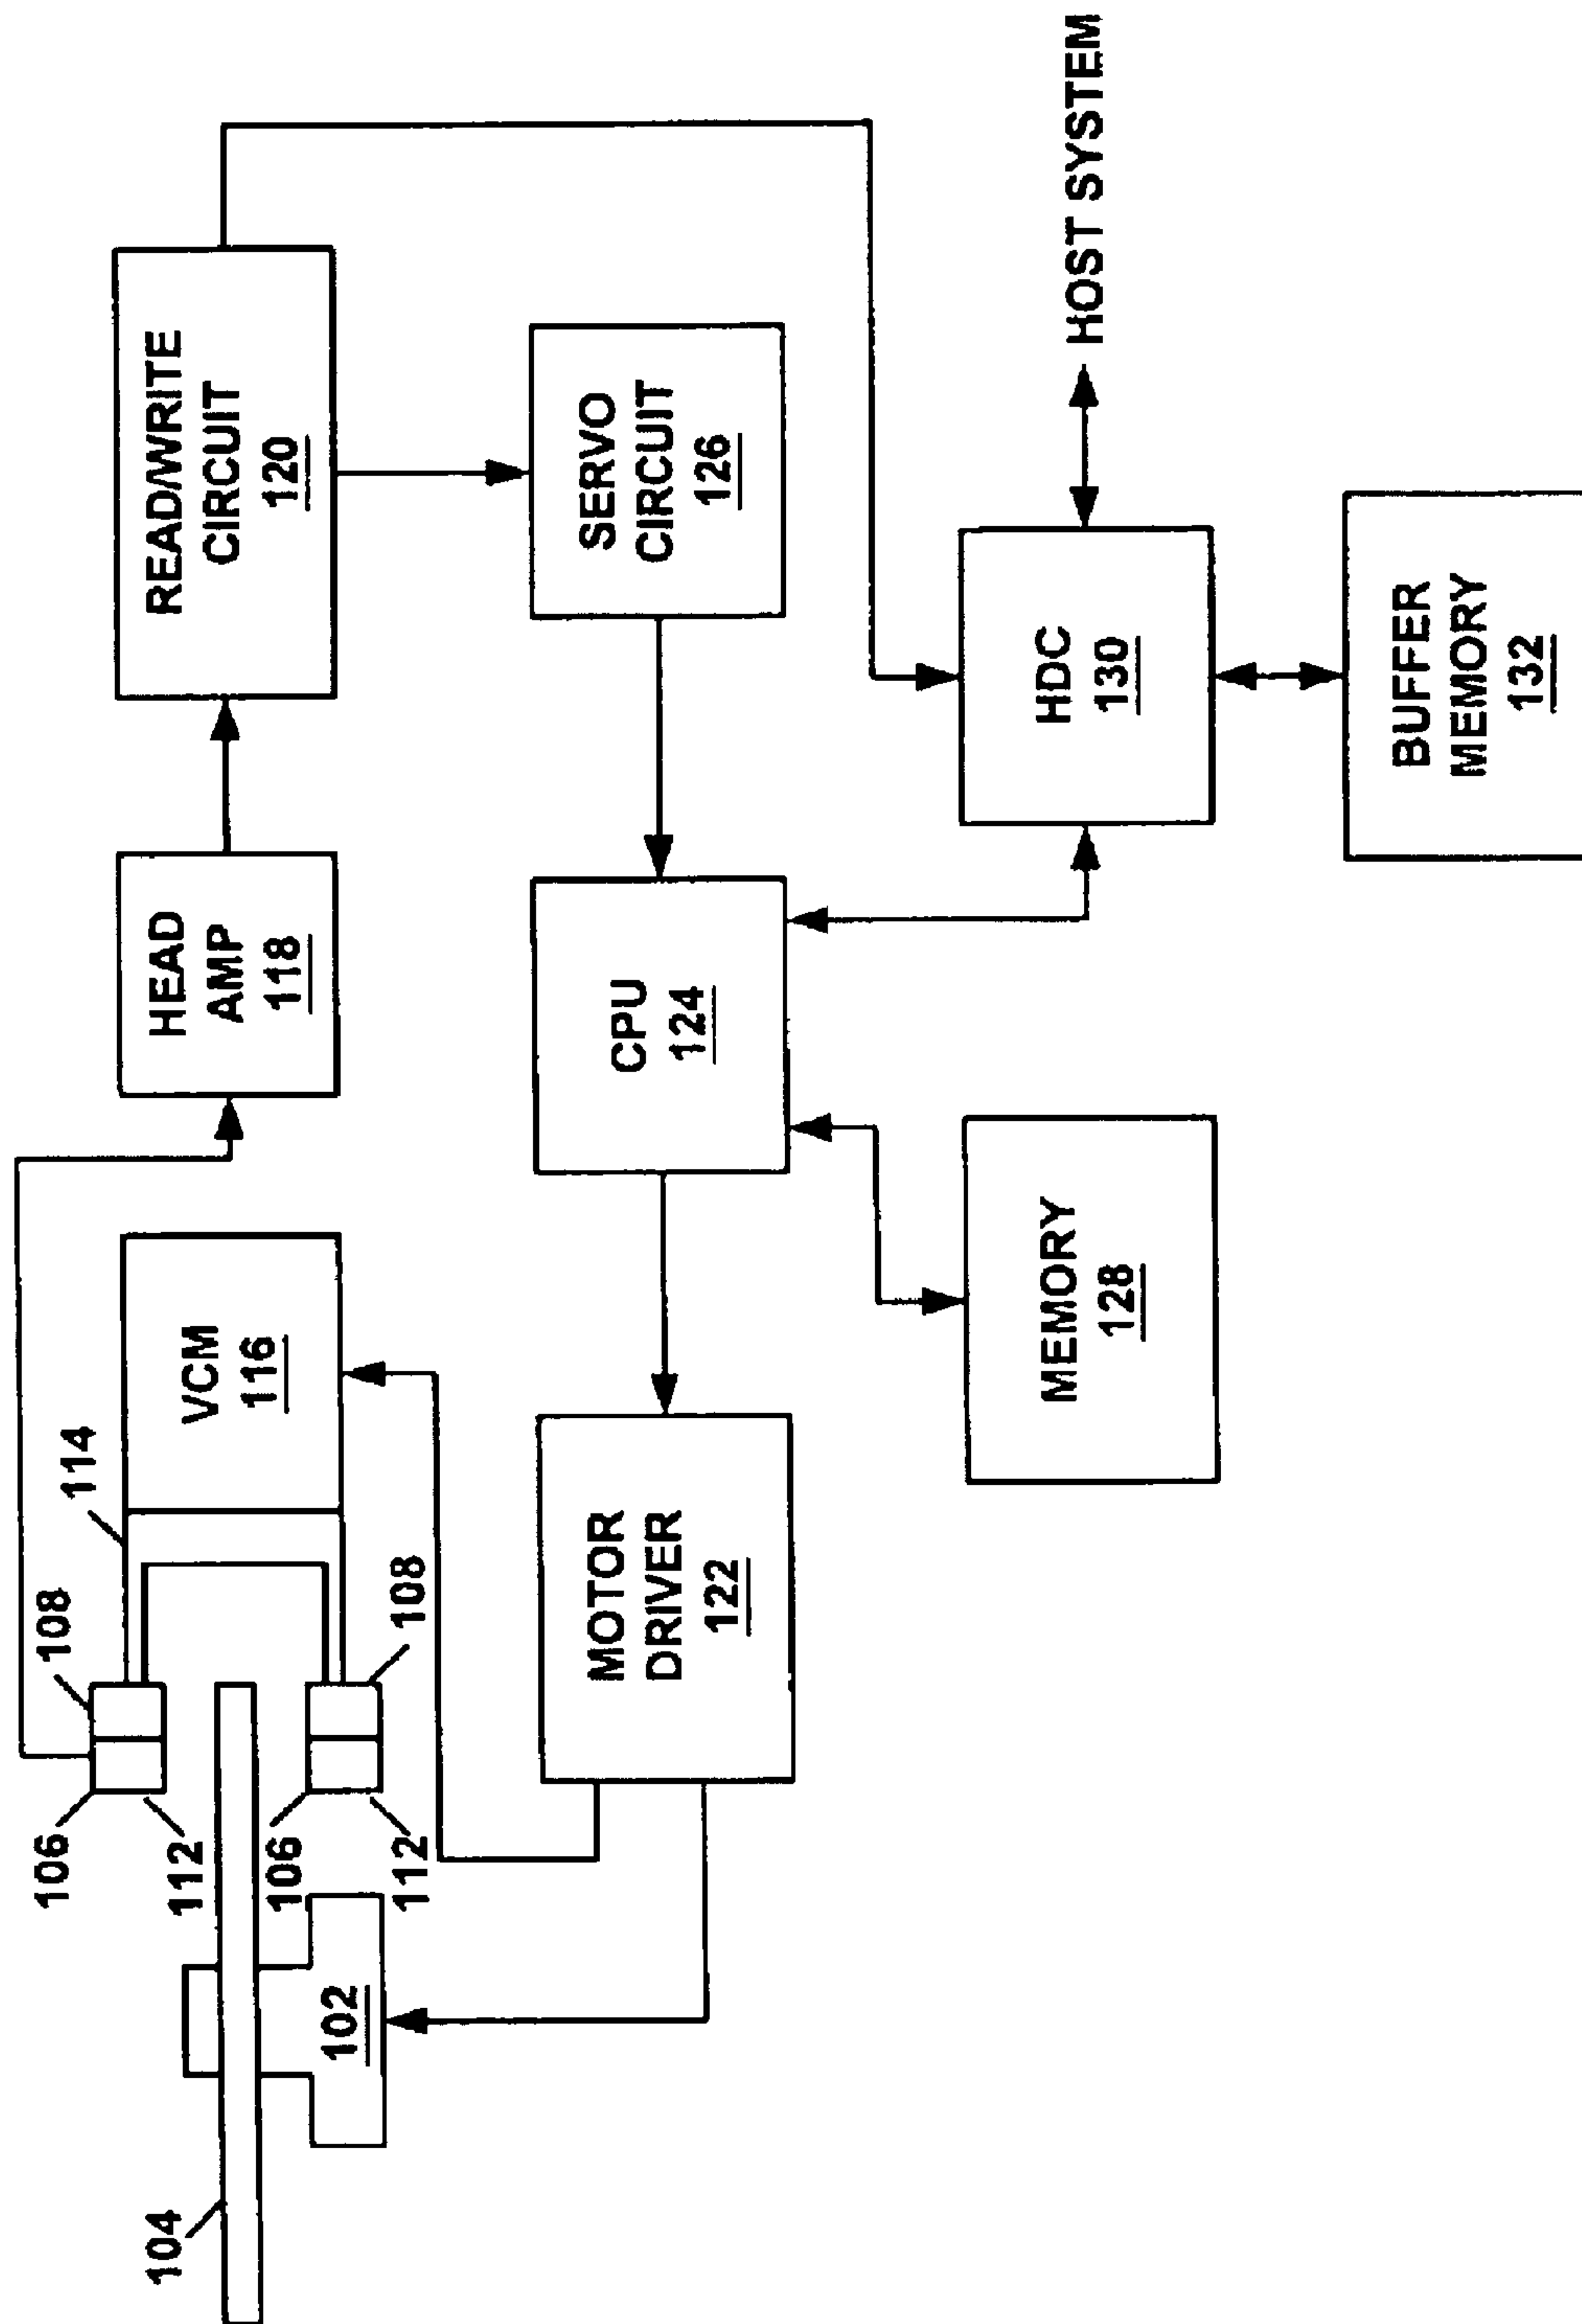 104
102
106
112
106
112
108
108
114
VCM
116
HEAD
AMP
118
READ/WRITE
CIRCUIT
120
MOTOR
DRIVER
122
CPU
124
SERVO
CIRCUIT
126
MEMORY
128
HDC
130
HOST SYSTEM
BUFFER
MEMORY
132